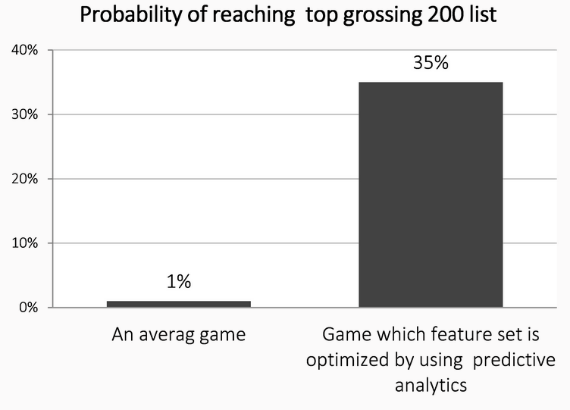 Probability of reaching top grossing 200 list
40%
35%
30%
20%
10%
1%
0%
An averag game
Game which feature set is
optimized by using predictive
analytics